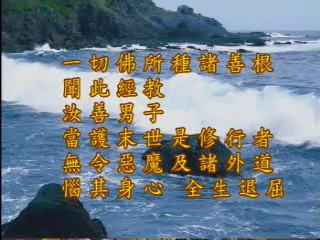 一切佛所種諸善根
聞此經教
汝善男子
當護末世是修行者
無令惡魔及諸外道
惱其身心 全生退屈